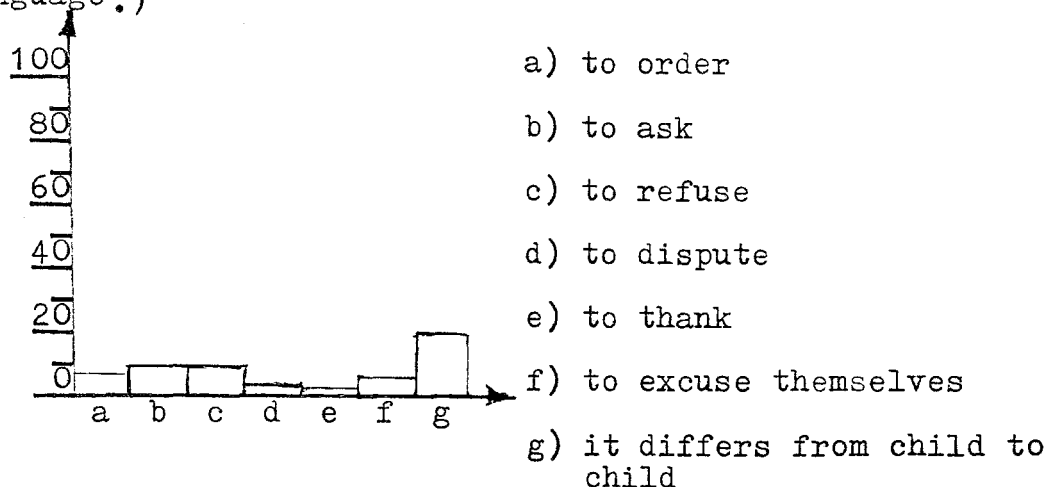 language.)
100
80
60
40
20
0
a b c d e f g
a) to order
b) to ask
c) to refuse
d) to dispute
e) to thank
f) to excuse themselves
g) it differs from child to
child